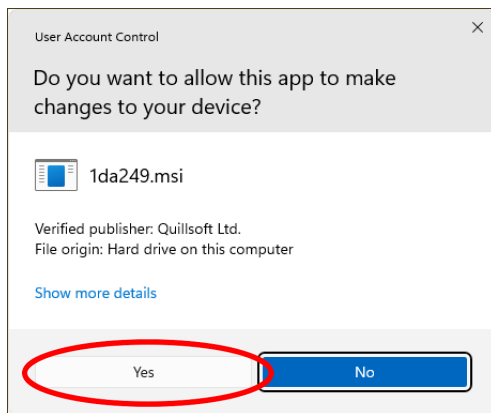 User Account Control
Do you want to allow this app to make
changes to your device?
1da249.msi
Verified publisher: Quillsoft Ltd.
File origin: Hard drive on this computer
Show more details
Yes
No